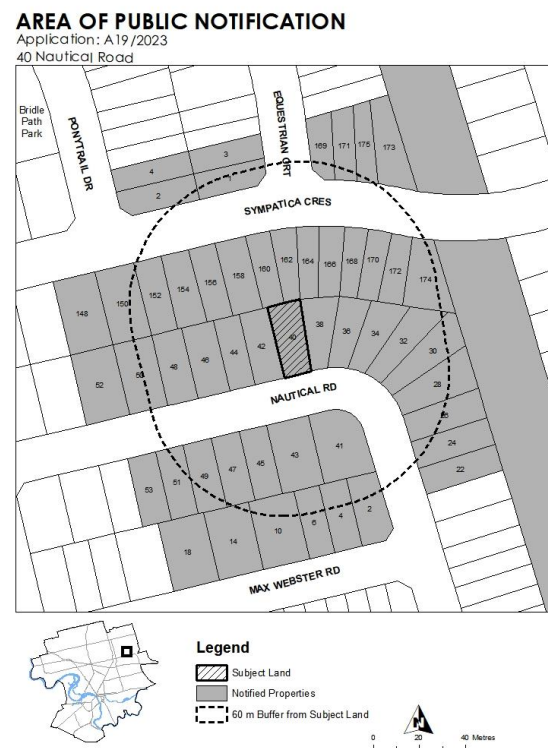 AREA OF PUBLIC NOTIFICATION
Application: A19/2023
40 Nautical Road
Bridle
Path
Park
PONYTRAIL DR
EQUESTRIAN CRT
169 171 175 173
4 3
2 1
SYMPATICA CRES
148 150 152 154 156 158 160 162 164 166 168 170 172 174
52 50 48 46 44 42 40 38 36 34 32 30
28
26
24
22
NAUTICAL RD
53 51 49 47 45 43 41
18 14 10 6 4 2
MAX WEBSTER RD
Legend
Subject Land
Notified Properties
60 m Buffer from Subject Land
N
0 20 40 Metres